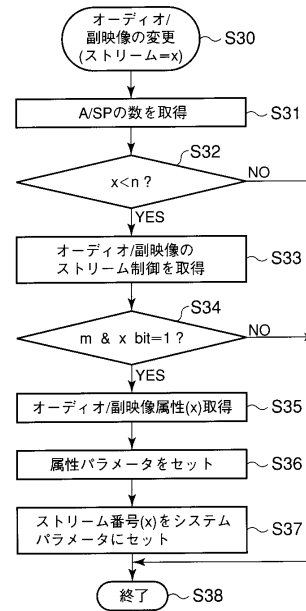 オーディオ/
副映像の変更
(ストリーム=x)
S30
A/SPの数を取得
S31
S32
x<n ?
NO
YES
オーディオ/副映像の
ストリーム制御を取得
S33
S34
m & x bit=1 ?
NO
YES
オーディオ/副映像属性(x)取得
S35
属性パラメータをセット
S36
ストリーム番号(x)をシステム
パラメータにセット
S37
終了
S38